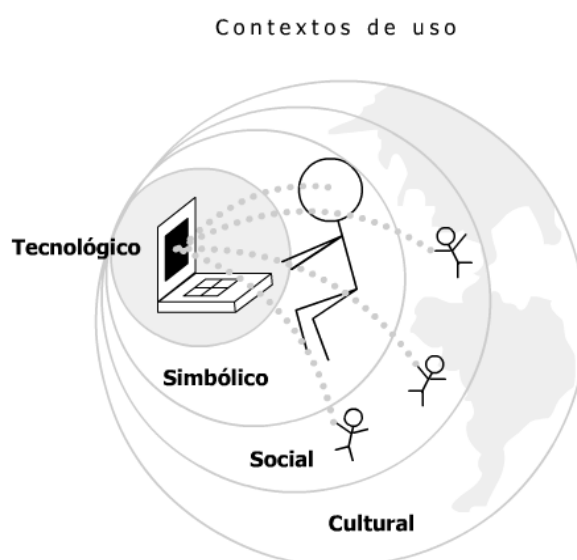 Contextos de uso
Tecnológico
Simbólico
Social
Cultural